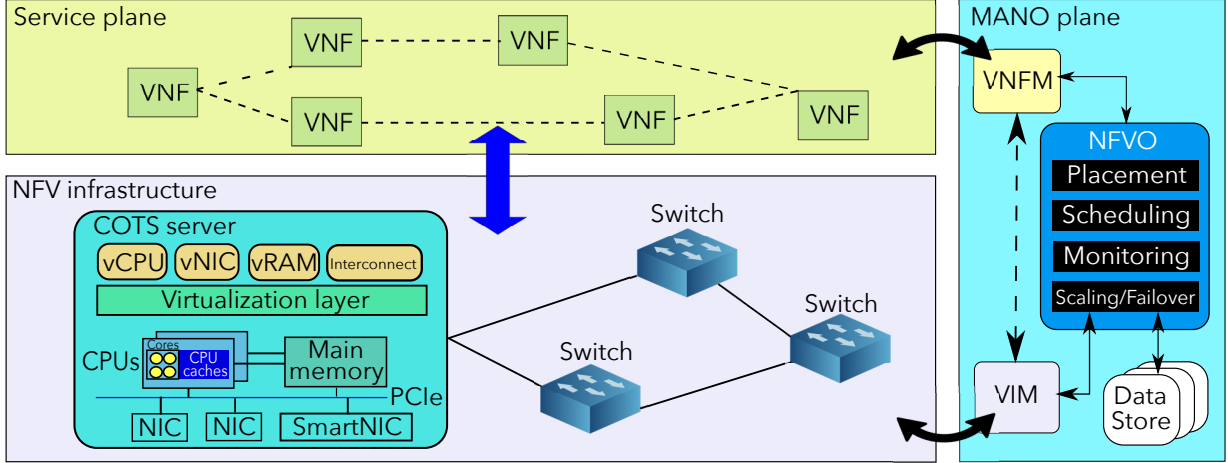 Service plane
VNF
VNF
VNF
VNF
VNF
VNF
NFV infrastructure
COTS server
vCPU
vNIC
vRAM
Interconnect
Virtualization layer
CPUs
Cores
CPU
caches
Main
memory
PCIe
NIC
NIC
SmartNIC
Switch
Switch
Switch
MANO plane
VNFM
NFVO
Placement
Scheduling
Monitoring
Scaling/Failover
VIM
Data
Store